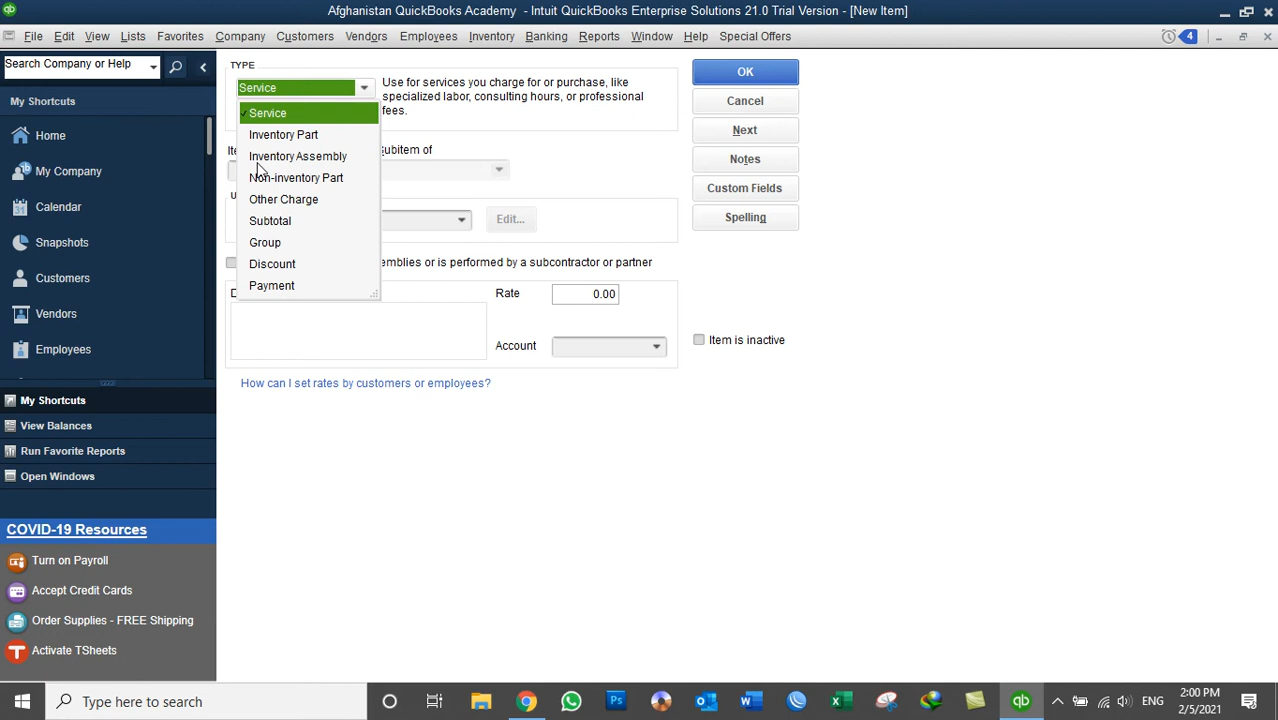 Afghanistan QuickBooks Academy - Intuit QuickBooks Enterprise Solutions 21.0 Trial Version - [New Item]
File Edit View Lists Favorites Company Customers Vendors Employees Inventory Banking Reports Window Help Special Offers
4
Search Company or Help
My Shortcuts
Home
My Company
Calendar
Snapshots
Customers
Vendors
Employees
My Shortcuts
View Balances
Run Favorite Reports
Open Windows
COVID-19 Resources
Turn on Payroll
Accept Credit Cards
Order Supplies - FREE Shipping
Activate TSheets
TYPE
Service
Use for services you charge for or purchase, like
specialized labor, consulting hours, or professional
fees.
Service
Inventory Part
Inventory Assembly
Non-inventory Part
Other Charge
Subtotal
Group
Discount
Payment
Subitem of
Edit...
emblies or is performed by a subcontractor or partner
Rate 0.00
Account
How can I set rates by customers or employees?
OK
Cancel
Next
Notes
Custom Fields
Spelling
Item is inactive
Type here to search
ENG
2:00 PM
2/5/2021